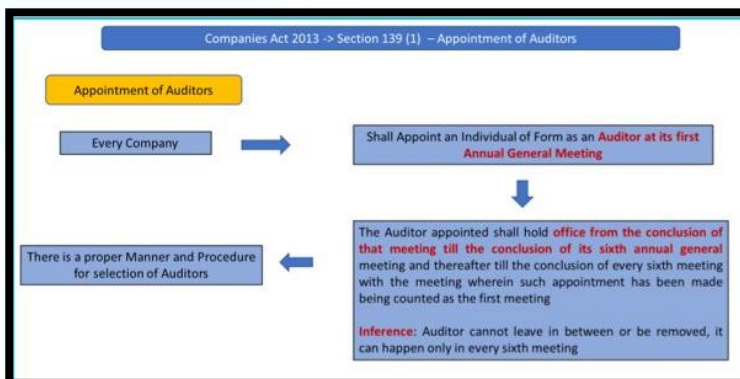 Companies Act 2013 -> Section 139 (1) – Appointment of Auditors
Appointment of Auditors
Every Company
Shall Appoint an Individual of Form as an Auditor at its first
Annual General Meeting
The Auditor appointed shall hold office from the conclusion of
that meeting till the conclusion of its sixth annual general
meeting and thereafter till the conclusion of every sixth meeting
with the meeting wherein such appointment has been made
being counted as the first meeting
Inference: Auditor cannot leave in between or be removed, it
can happen only in every sixth meeting
There is a proper Manner and Procedure
for selection of Auditors